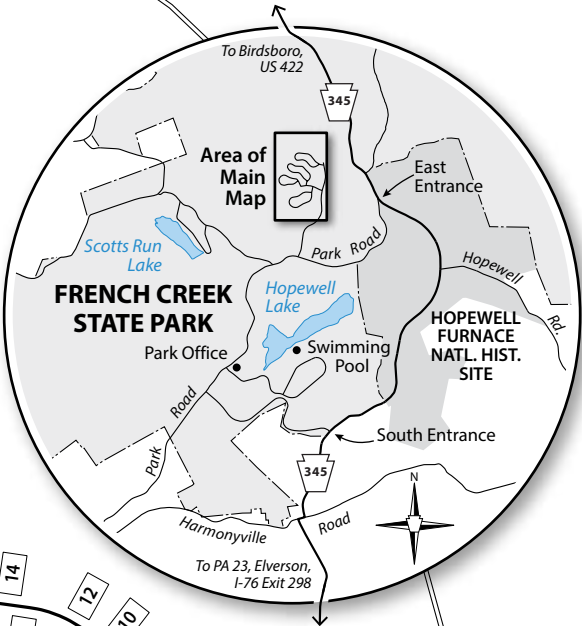 To Birdsboro,
US 422
345
Area of
Main
Map
East
Entrance
Scotts Run
Lake
Park Road
Hopewell
Rd.
FRENCH CREEK
STATE PARK
Hopewell
Lake
HOPEWELL
FURNACE
NATL. HIST.
SITE
Park Office
Swimming
Pool
Park Road
South Entrance
345
N
Harmonyville Road
To PA 23, Elverson,
I-76 Exit 298
14
12
10